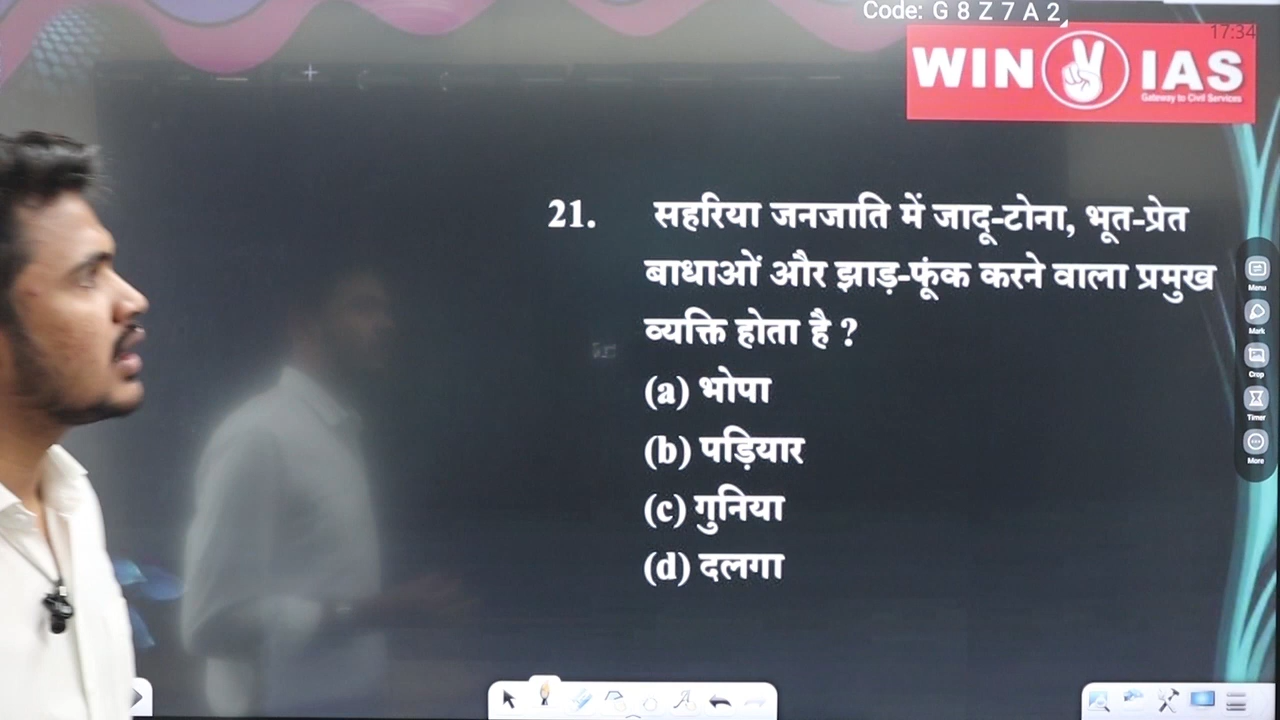 Code: G 8 Z 7 A 2
17:34
WIN IAS
Gateway to Civil Services
21. सहरिया जनजाति में जादू-टोना, भूत-प्रेत
बाधाओं और झाड़-फूंक करने वाला प्रमुख
व्यक्ति होता है ?
(a) भोपा
(b) पड़ियार
(c) गुनिया
(d) दलगा
Menu
Mark
Crop
Timer
More